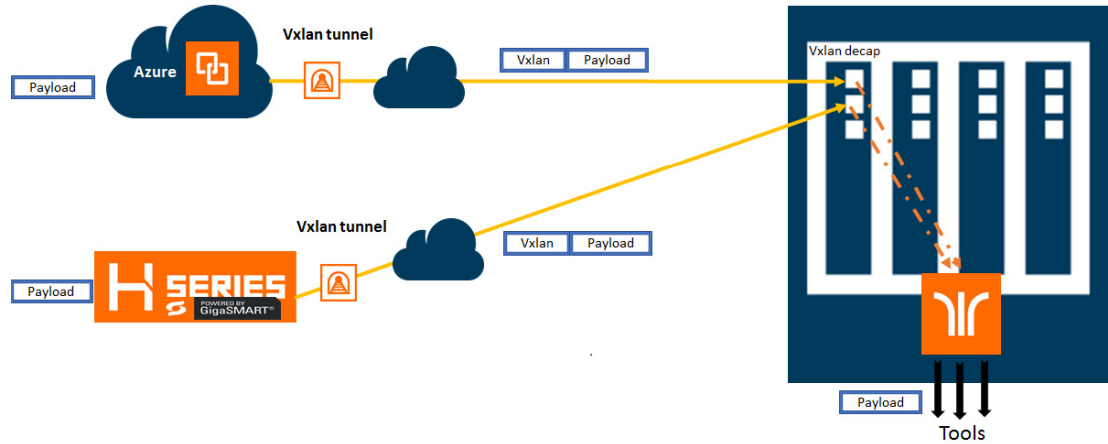 Vxlan tunnel
Azure
Payload
Vxlan Payload
Vxlan decap
Vxlan tunnel
Vxlan Payload
Payload
H SERIES
POWERED BY
GigaSMART®
Payload
Tools